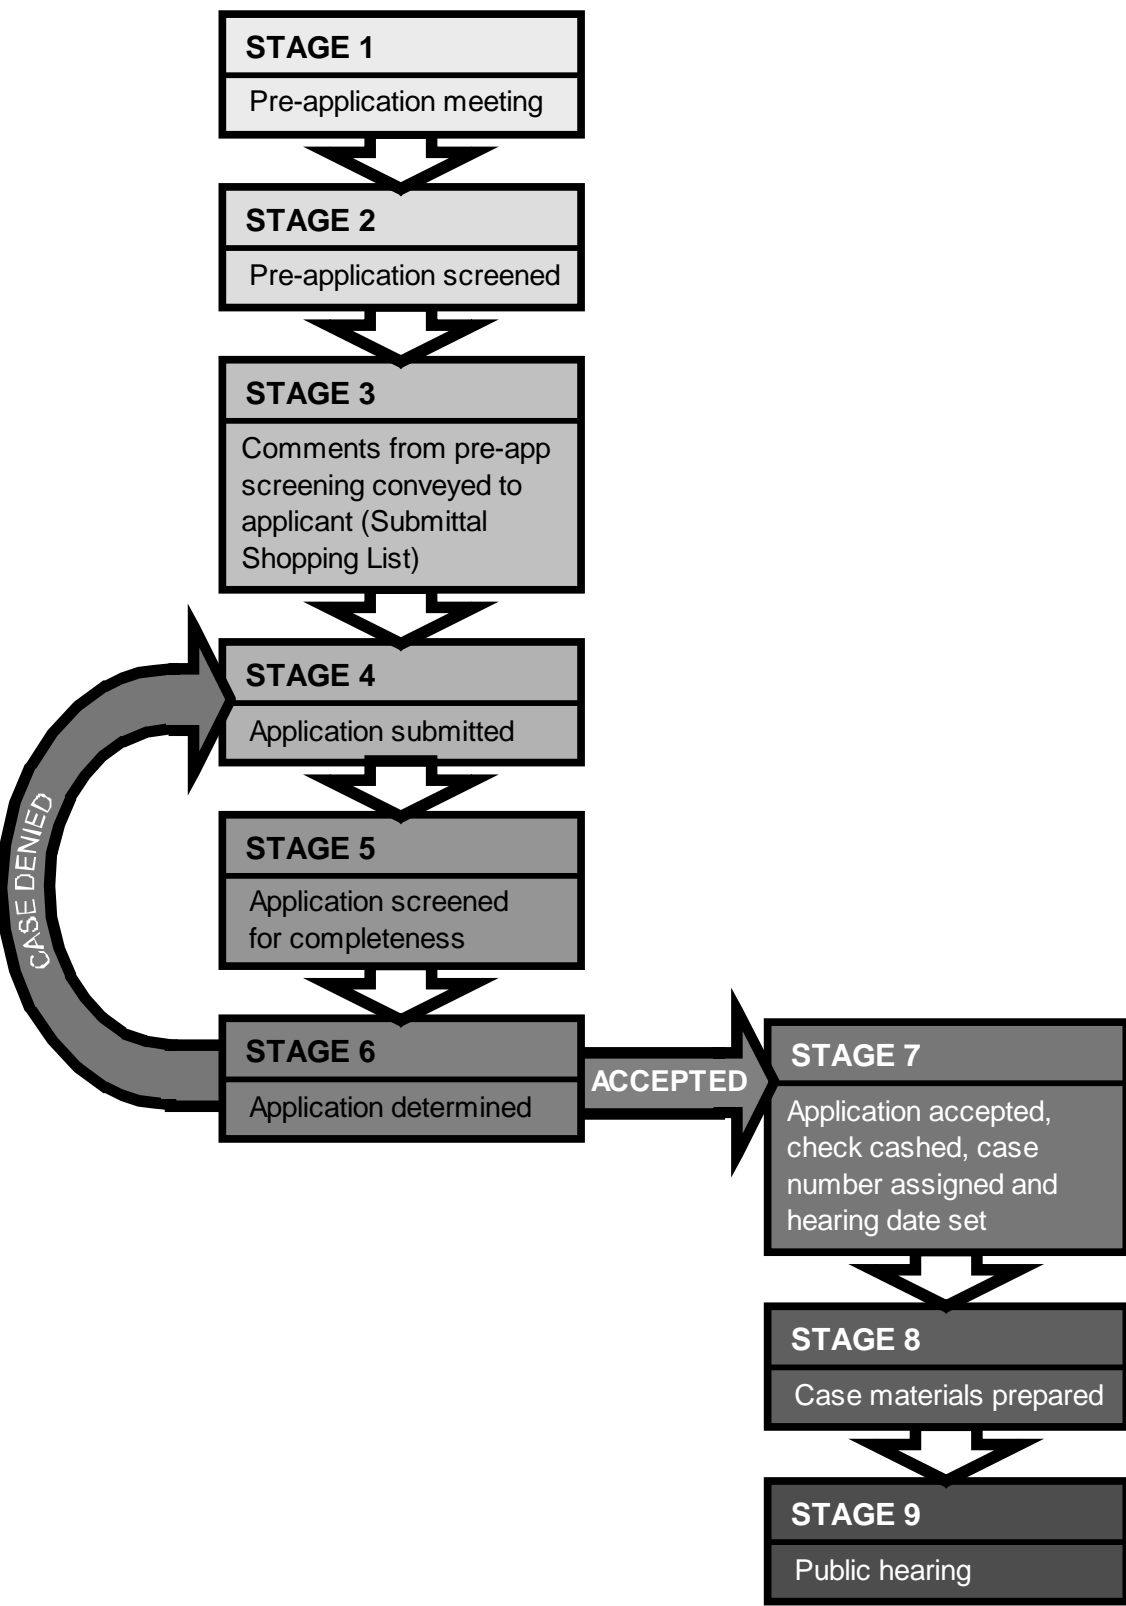 STAGE 1
Pre-application meeting
STAGE 2
Pre-application screened
STAGE 3
Comments from pre-app
screening conveyed to
applicant (Submittal
Shopping List)
STAGE 4
Application submitted
CASE DENIED
STAGE 5
Application screened
for completeness
STAGE 6
Application determined
ACCEPTED
STAGE 7
Application accepted,
check cashed, case
number assigned and
hearing date set
STAGE 8
Case materials prepared
STAGE 9
Public hearing